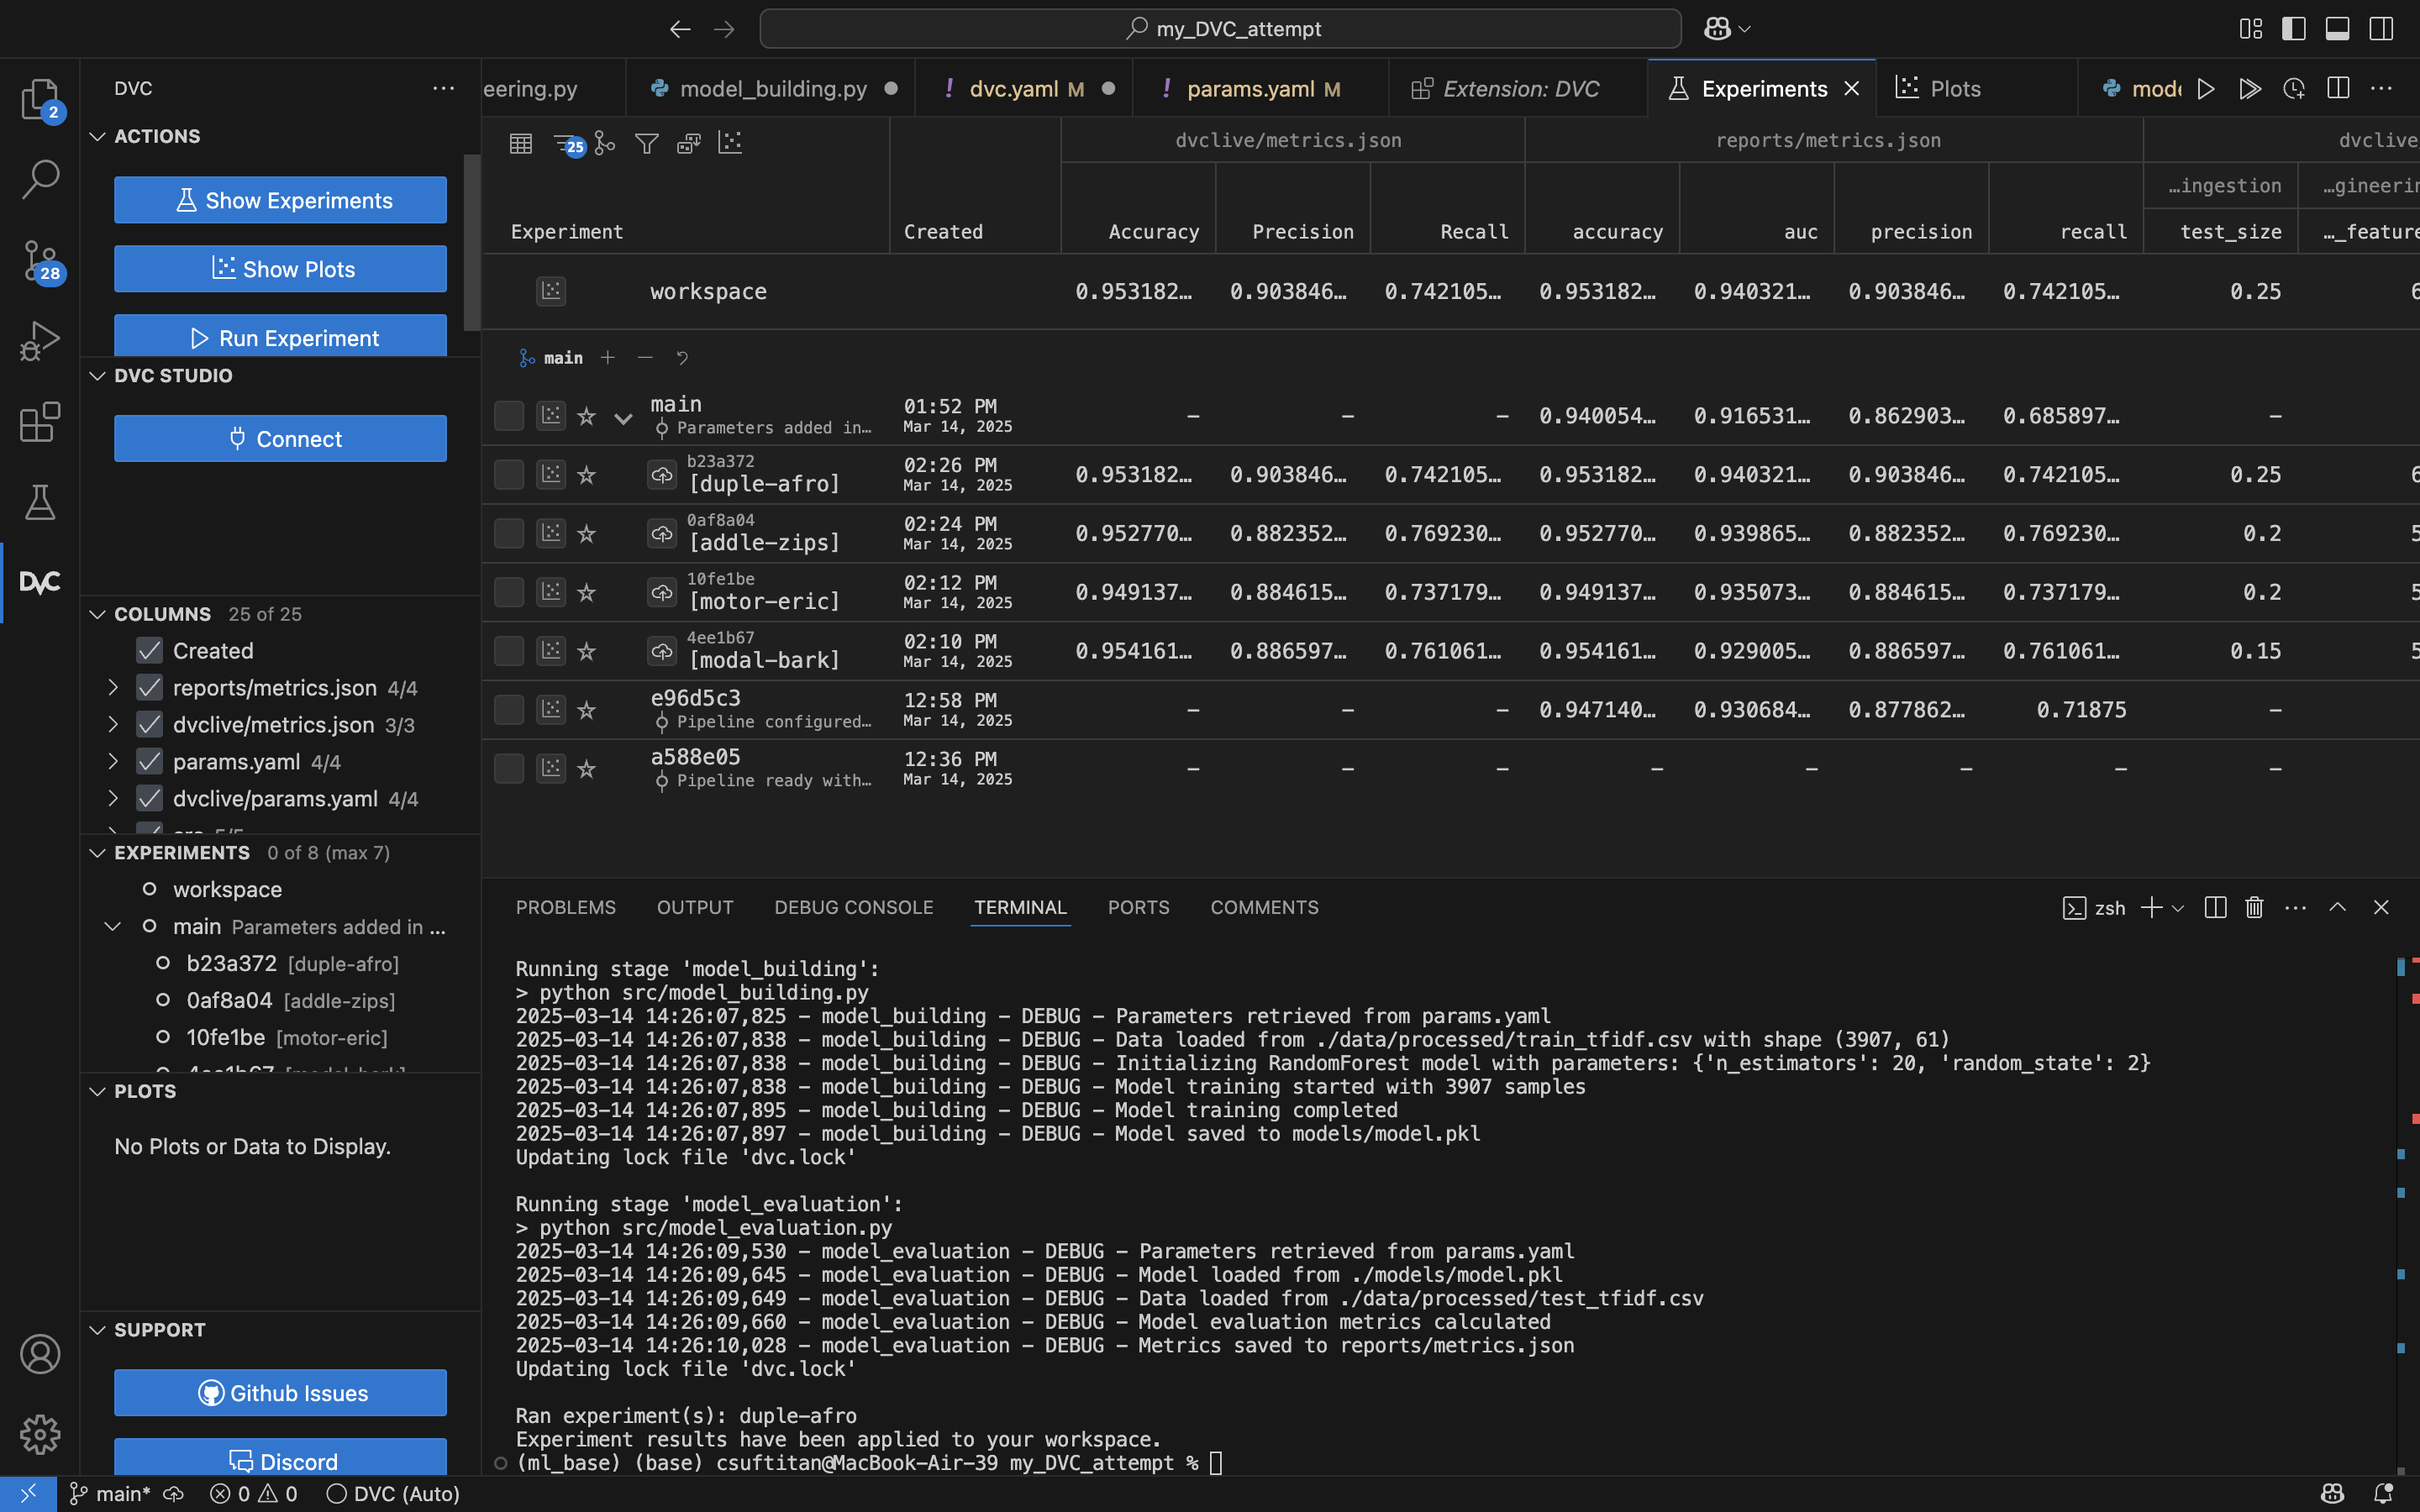 my_DVC_attempt
2
28
DVC
DVC
ACTIONS
Show Experiments
Show Plots
Run Experiment
DVC STUDIO
Connect
COLUMNS 25 of 25
Created
reports/metrics.json 4/4
dvclive/metrics.json 3/3
params.yaml 4/4
dvclive/params.yaml 4/4
EXPERIMENTS 0 of 8 (max 7)
workspace
main Parameters added in ...
b23a372 [duple-afro]
0af8a04 [addle-zips]
10fe1be [motor-eric]
4ee1b67 [modal-bark]
PLOTS
No Plots or Data to Display.
SUPPORT
Github Issues
Discord
eering.py
model_building.py
! dvc.yaml M
! params.yaml M
Extension: DVC
Experiments
Plots
mode
25
dvclive/metrics.json reports/metrics.json dvclive
…ingestion …gineerin
Experiment Created Accuracy Precision Recall accuracy auc precision recall test_size …_feature
workspace 0.953182… 0.903846… 0.742105… 0.953182… 0.940321… 0.903846… 0.742105… 0.25 6
main
main 01:52 PM – – – 0.940054… 0.916531… 0.862903… 0.685897… –
Parameters added in… Mar 14, 2025
b23a372 02:26 PM 0.953182… 0.903846… 0.742105… 0.953182… 0.940321… 0.903846… 0.742105… 0.25 6
[duple-afro] Mar 14, 2025
0af8a04 02:24 PM 0.952770… 0.882352… 0.769230… 0.952770… 0.939865… 0.882352… 0.769230… 0.2 5
[addle-zips] Mar 14, 2025
10fe1be 02:12 PM 0.949137… 0.884615… 0.737179… 0.949137… 0.935073… 0.884615… 0.737179… 0.2 5
[motor-eric] Mar 14, 2025
4ee1b67 02:10 PM 0.954161… 0.886597… 0.761061… 0.954161… 0.929005… 0.886597… 0.761061… 0.15 5
[modal-bark] Mar 14, 2025
e96d5c3 12:58 PM – – – 0.947140… 0.930684… 0.877862… 0.71875 –
Pipeline configured… Mar 14, 2025
a588e05 12:36 PM – – – – – – – –
Pipeline ready with… Mar 14, 2025
PROBLEMS OUTPUT DEBUG CONSOLE TERMINAL PORTS COMMENTS zsh
Running stage 'model_building':
> python src/model_building.py
2025-03-14 14:26:07,825 - model_building - DEBUG - Parameters retrieved from params.yaml
2025-03-14 14:26:07,838 - model_building - DEBUG - Data loaded from ./data/processed/train_tfidf.csv with shape (3907, 61)
2025-03-14 14:26:07,838 - model_building - DEBUG - Initializing RandomForest model with parameters: {'n_estimators': 20, 'random_state': 2}
2025-03-14 14:26:07,838 - model_building - DEBUG - Model training started with 3907 samples
2025-03-14 14:26:07,895 - model_building - DEBUG - Model training completed
2025-03-14 14:26:07,897 - model_building - DEBUG - Model saved to models/model.pkl
Updating lock file 'dvc.lock'
Running stage 'model_evaluation':
> python src/model_evaluation.py
2025-03-14 14:26:09,530 - model_evaluation - DEBUG - Parameters retrieved from params.yaml
2025-03-14 14:26:09,645 - model_evaluation - DEBUG - Model loaded from ./models/model.pkl
2025-03-14 14:26:09,649 - model_evaluation - DEBUG - Data loaded from ./data/processed/test_tfidf.csv
2025-03-14 14:26:09,660 - model_evaluation - DEBUG - Model evaluation metrics calculated
2025-03-14 14:26:10,028 - model_evaluation - DEBUG - Metrics saved to reports/metrics.json
Updating lock file 'dvc.lock'
Ran experiment(s): duple-afro
Experiment results have been applied to your workspace.
(ml_base) (base) csuftitan@MacBook-Air-39 my_DVC_attempt %
main* 0 0 DVC (Auto)